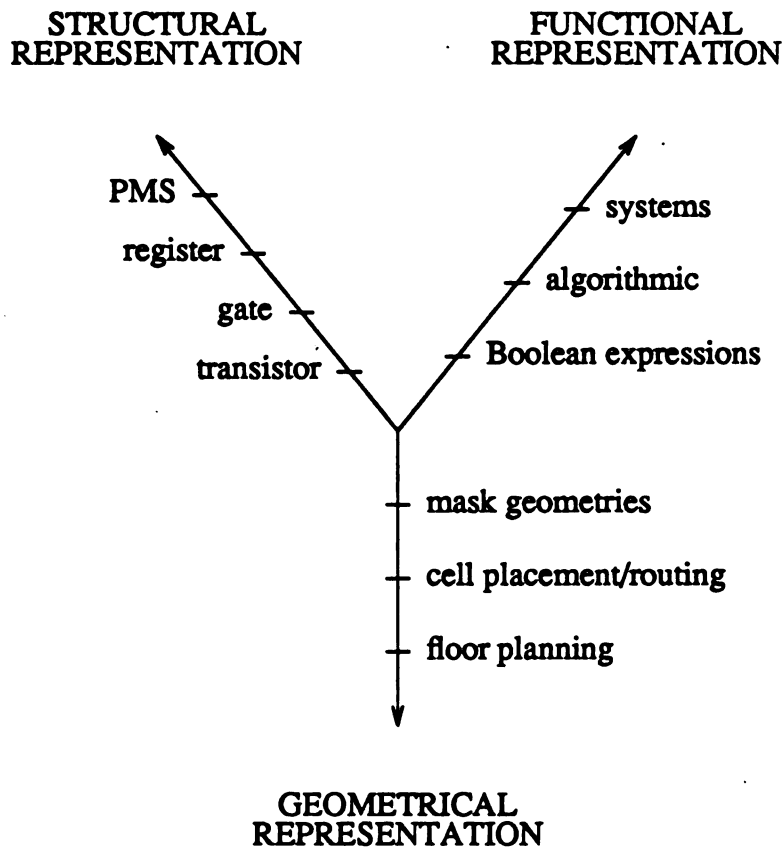 STRUCTURAL
REPRESENTATION
FUNCTIONAL
REPRESENTATION
PMS
systems
register
algorithmic
gate
Boolean expressions
transistor
mask geometries
cell placement/routing
floor planning
GEOMETRICAL
REPRESENTATION